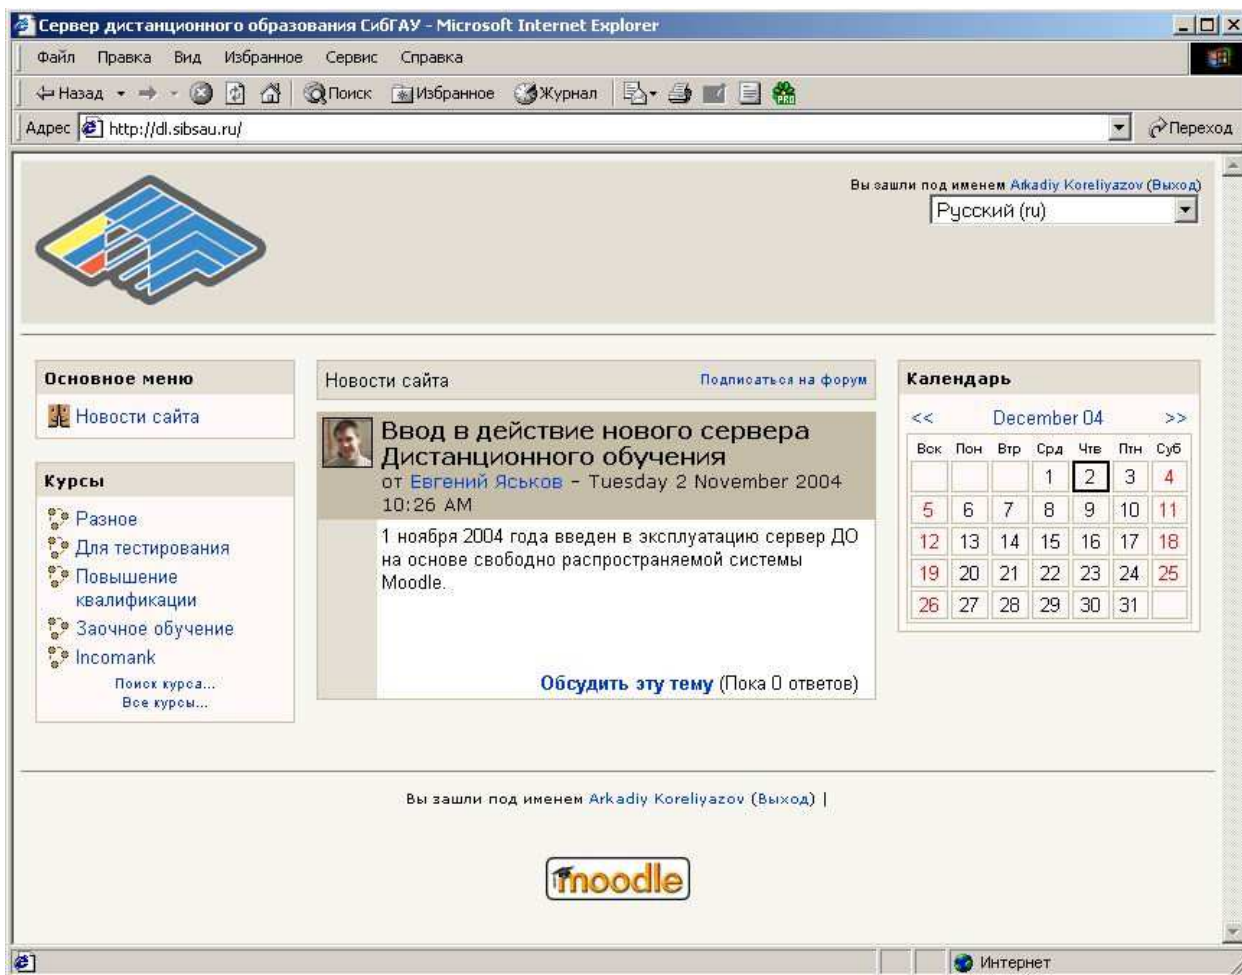 Сервер дистанционного образования СибГАУ - Microsoft Internet Explorer
Файл Правка Вид Избранное Сервис Справка
Назад Поиск Избранное Журнал
Адрес http://dl.sibsau.ru/ Переход
Вы зашли под именем Arkadiy Koreliyazov (Выход)
Русский (ru)
Основное меню
Новости сайта
Курсы
Разное
Для тестирования
Повышение
квалификации
Заочное обучение
Incomank
Поиск курса...
Все курсы...
Новости сайта Подписаться на форум
Ввод в действие нового сервера
Дистанционного обучения
от Евгений Яськов - Tuesday 2 November 2004
10:26 AM
1 ноября 2004 года введен в эксплуатацию сервер ДО
на основе свободно распространяемой системы
Moodle.
Обсудить эту тему (Пока 0 ответов)
Календарь
<< December 04 >>
Вск Пон Втр Срд Чтв Птн Суб
1 2 3 4
5 6 7 8 9 10 11
12 13 14 15 16 17 18
19 20 21 22 23 24 25
26 27 28 29 30 31
Вы зашли под именем Arkadiy Koreliyazov (Выход) |
moodle
Интернет